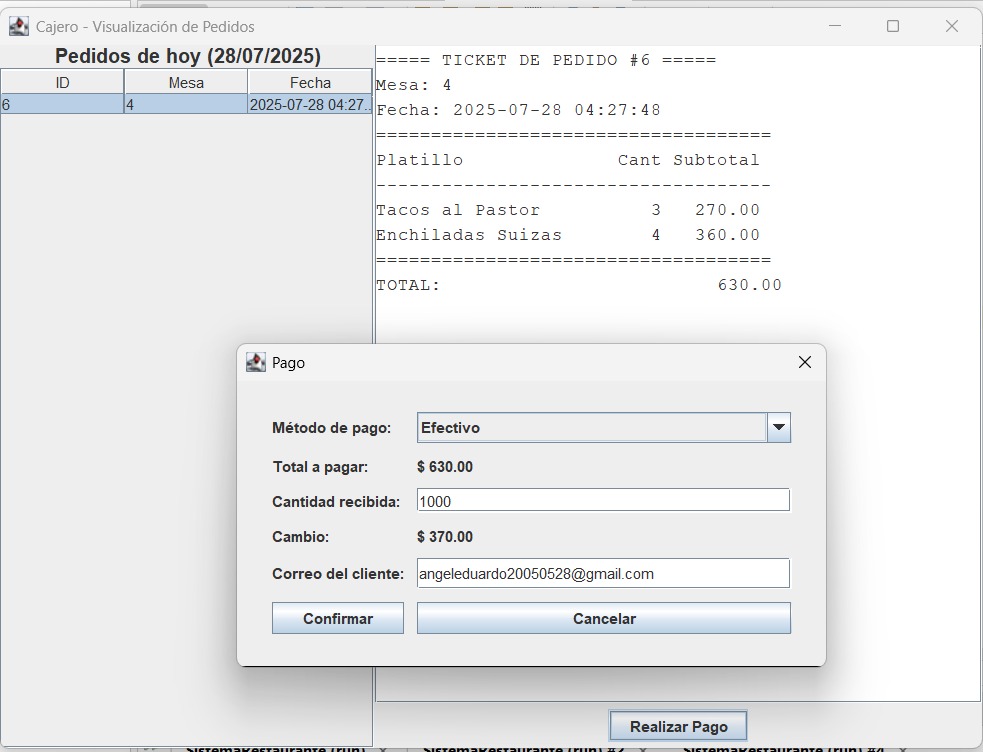 Cajero - Visualización de Pedidos
Pedidos de hoy (28/07/2025)
ID Mesa Fecha
6 4 2025-07-28 04:27...
===== TICKET DE PEDIDO #6 =====
Mesa: 4
Fecha: 2025-07-28 04:27:48
====================================
Platillo Cant Subtotal
------------------------------------
Tacos al Pastor 3 270.00
Enchiladas Suizas 4 360.00
====================================
TOTAL: 630.00
Pago
Método de pago: Efectivo
Total a pagar: $ 630.00
Cantidad recibida: 1000
Cambio: $ 370.00
Correo del cliente: angeleduardo20050528@gmail.com
Confirmar Cancelar
Realizar Pago
SistemaRestaurante (run) SistemaRestaurante (run) #2 SistemaRestaurante (run) #4